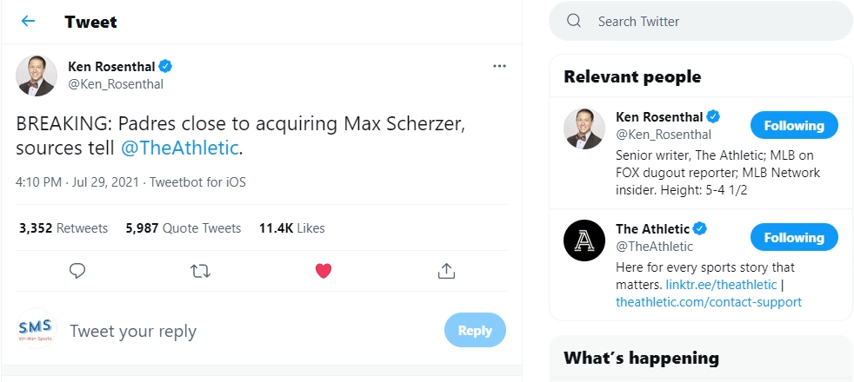 Tweet
Ken Rosenthal
@Ken_Rosenthal
BREAKING: Padres close to acquiring Max Scherzer,
sources tell @TheAthletic.
4:10 PM · Jul 29, 2021 · Tweetbot for iOS
3,352 Retweets 5,987 Quote Tweets 11.4K Likes
SMS
Tweet your reply
Reply
Search Twitter
Relevant people
Ken Rosenthal
@Ken_Rosenthal
Following
Senior writer, The Athletic; MLB on
FOX dugout reporter; MLB Network
insider. Height: 5-4 1/2
A
The Athletic
@TheAthletic
Following
Here for every sports story that
matters. linktr.ee/theathletic |
theathletic.com/contact-support
What's happening